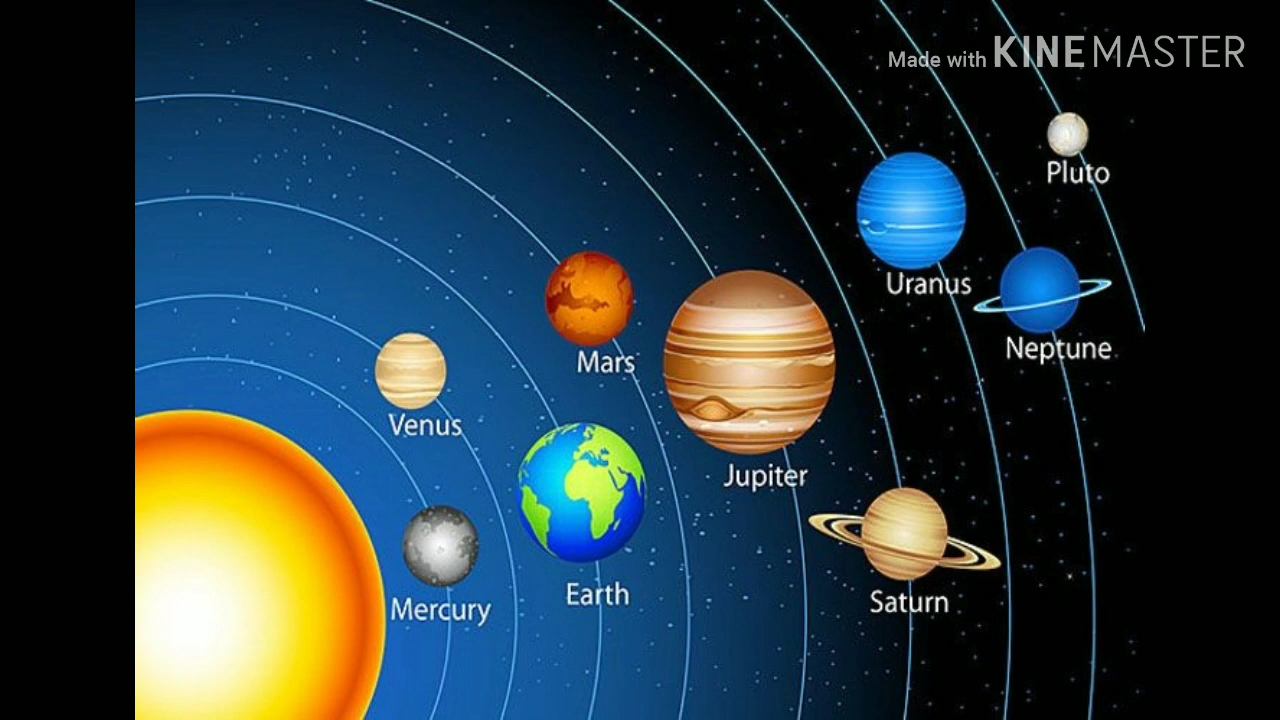 Made with KINEMASTER
Pluto
Uranus
Neptune
Mars
Venus
Jupiter
Earth
Saturn
Mercury